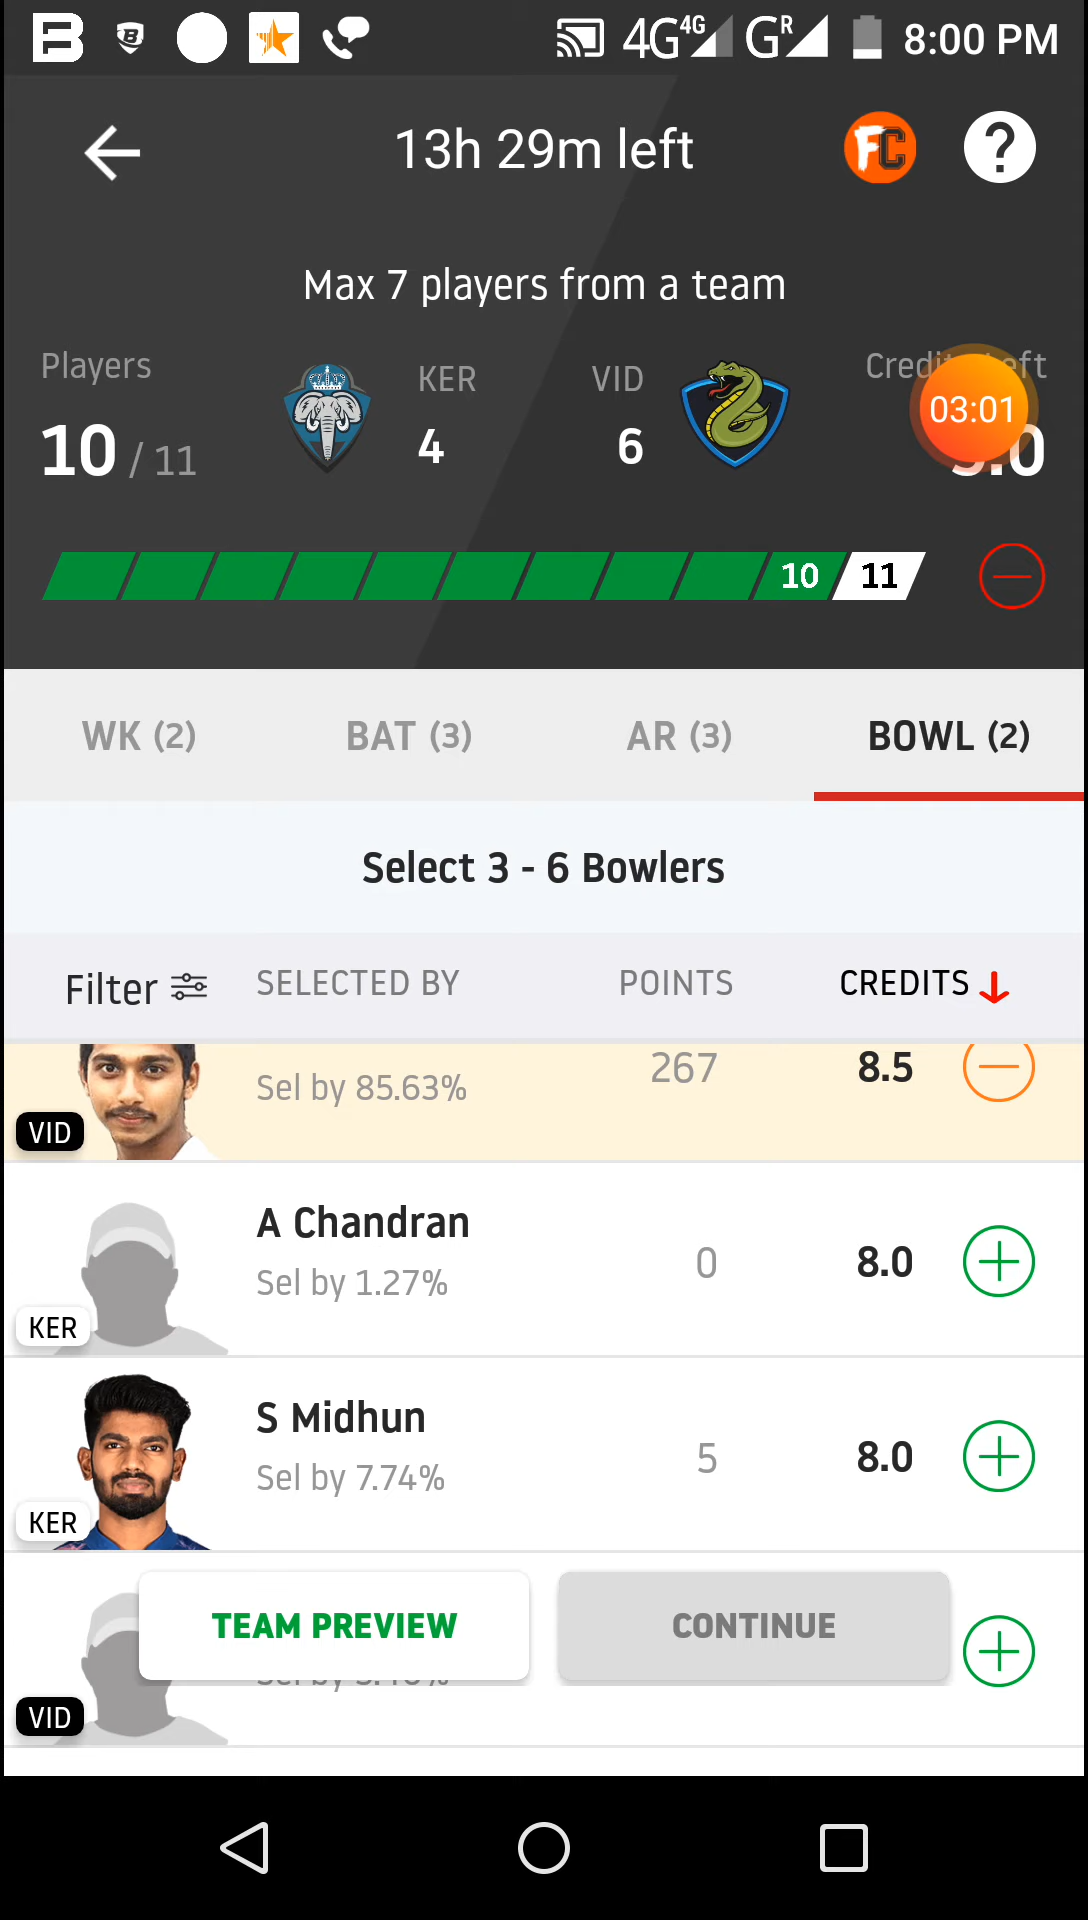 4G 4G G R 8:00 PM
13h 29m left
FC
?
Max 7 players from a team
Players
KER
VID
10 / 11
4
6
03:01
10
11
WK (2)
BAT (3)
AR (3)
BOWL (2)
Select 3 - 6 Bowlers
Filter
SELECTED BY
POINTS
CREDITS
267
8.5
Sel by 85.63%
VID
A Chandran
0
8.0
Sel by 1.27%
KER
S Midhun
5
8.0
Sel by 7.74%
KER
TEAM PREVIEW
CONTINUE
VID